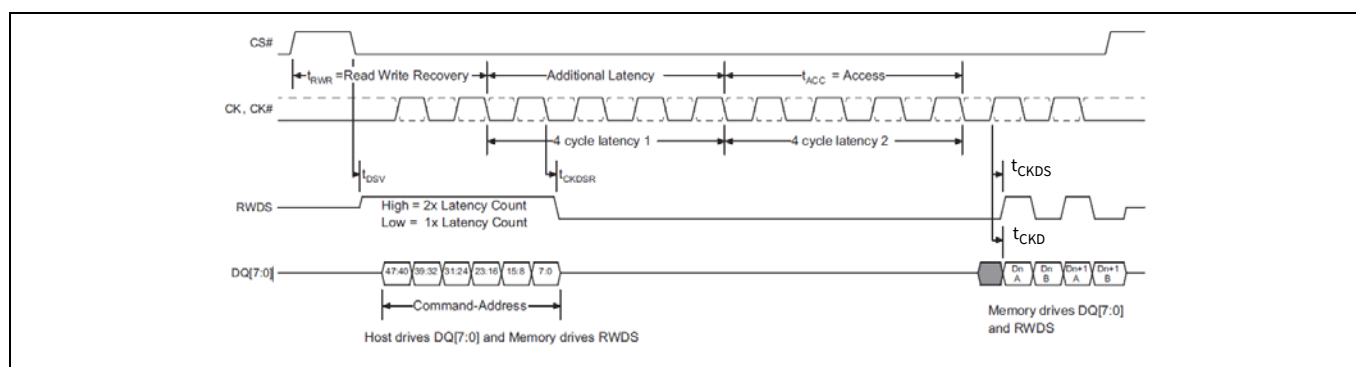 CS#
tRWR =Read Write Recovery
Additional Latency
tACC = Access
CK, CK#
4 cycle latency 1
4 cycle latency 2
tDSV
tCKDSR
tCKDS
RWDS
High = 2x Latency Count
Low = 1x Latency Count
tCKD
DQ[7:0]
47:40 39:32 31:24 23:16 15:8 7:0
Dn A
Dn B
Dn+1 A
Dn+1 B
Command-Address
Memory drives DQ[7:0]
and RWDS
Host drives DQ[7:0] and Memory drives RWDS